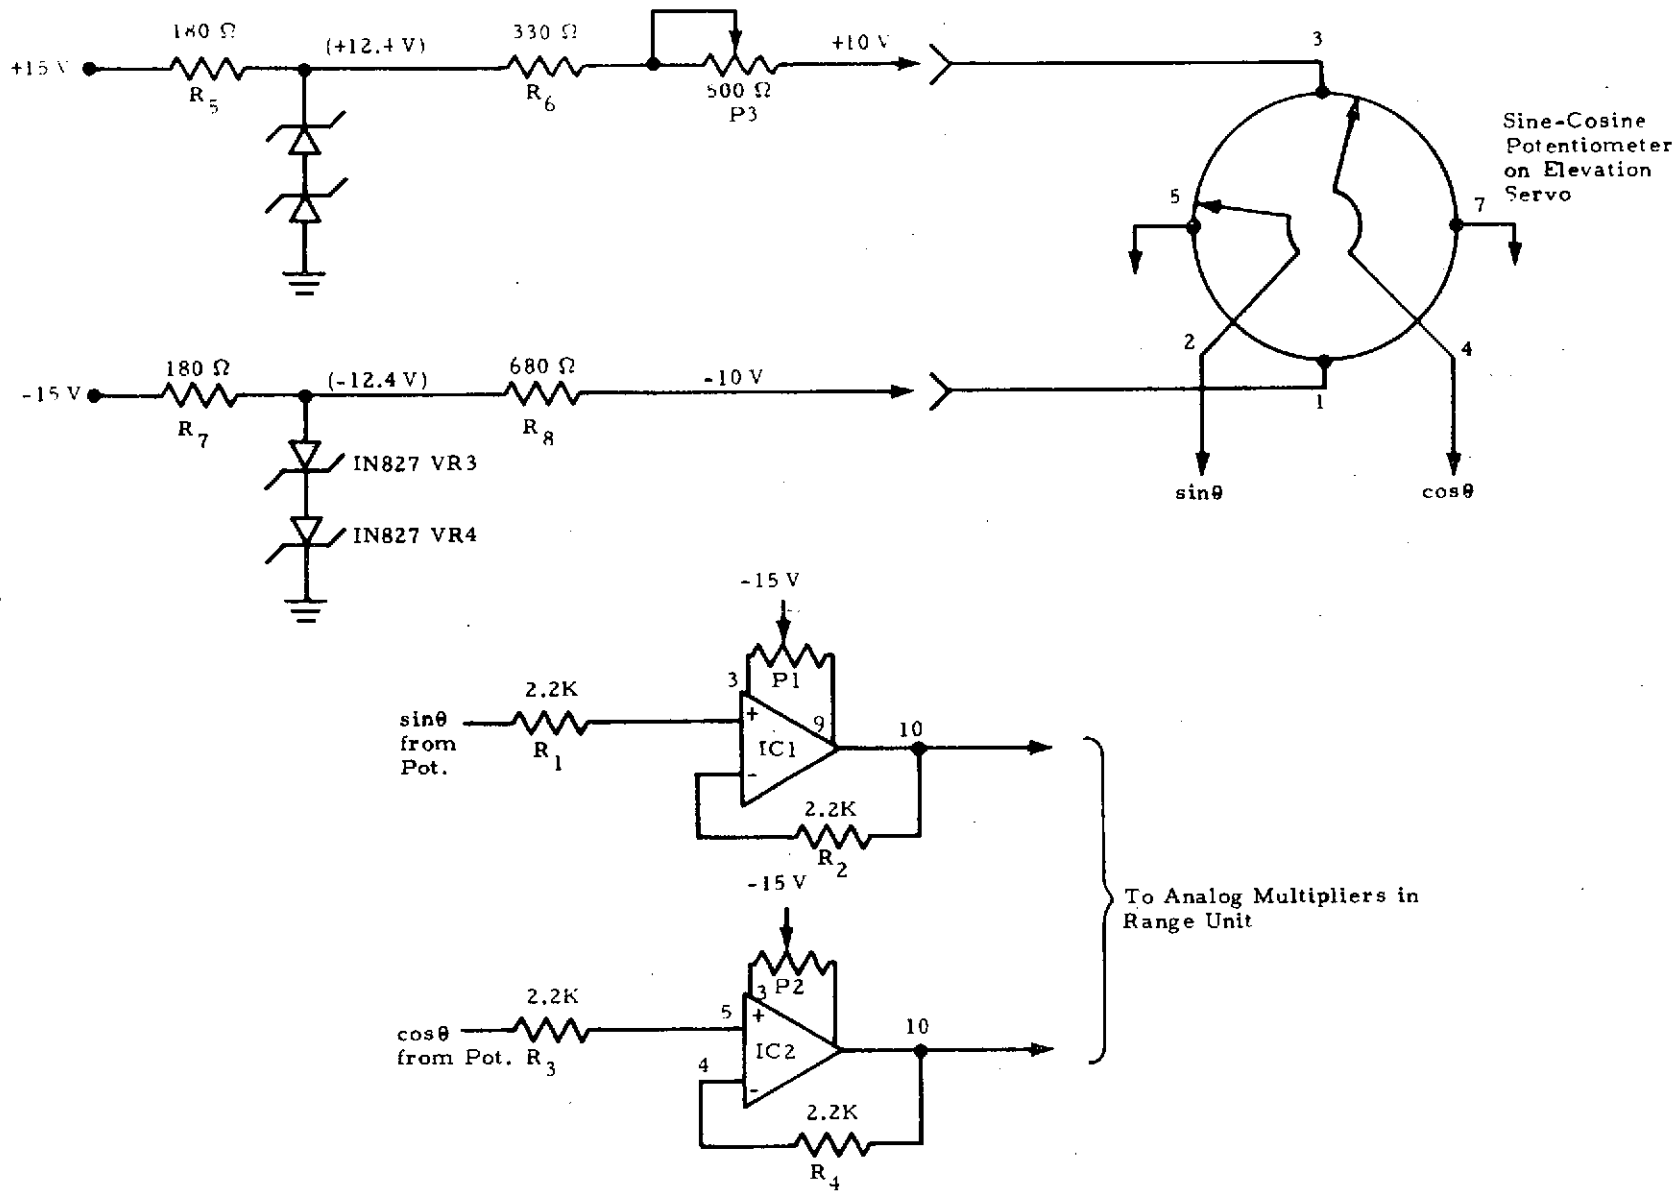 180 Ω
330 Ω
+15 V
(+12.4 V)
+10 V
R5
R6
500 Ω
P3
3
Sine-Cosine
Potentiometer
on Elevation
Servo
5
7
180 Ω
680 Ω
-15 V
(-12.4 V)
-10 V
R7
R8
2
4
1
IN827 VR3
IN827 VR4
sinθ
cosθ
-15 V
3
P1
2.2K
sinθ
from
Pot.
R1
+
9
10
IC1
-
2.2K
R2
-15 V
To Analog Multipliers in
Range Unit
P2
3
2.2K
5
+
10
cosθ
from Pot.
R3
IC2
4
-
2.2K
R4